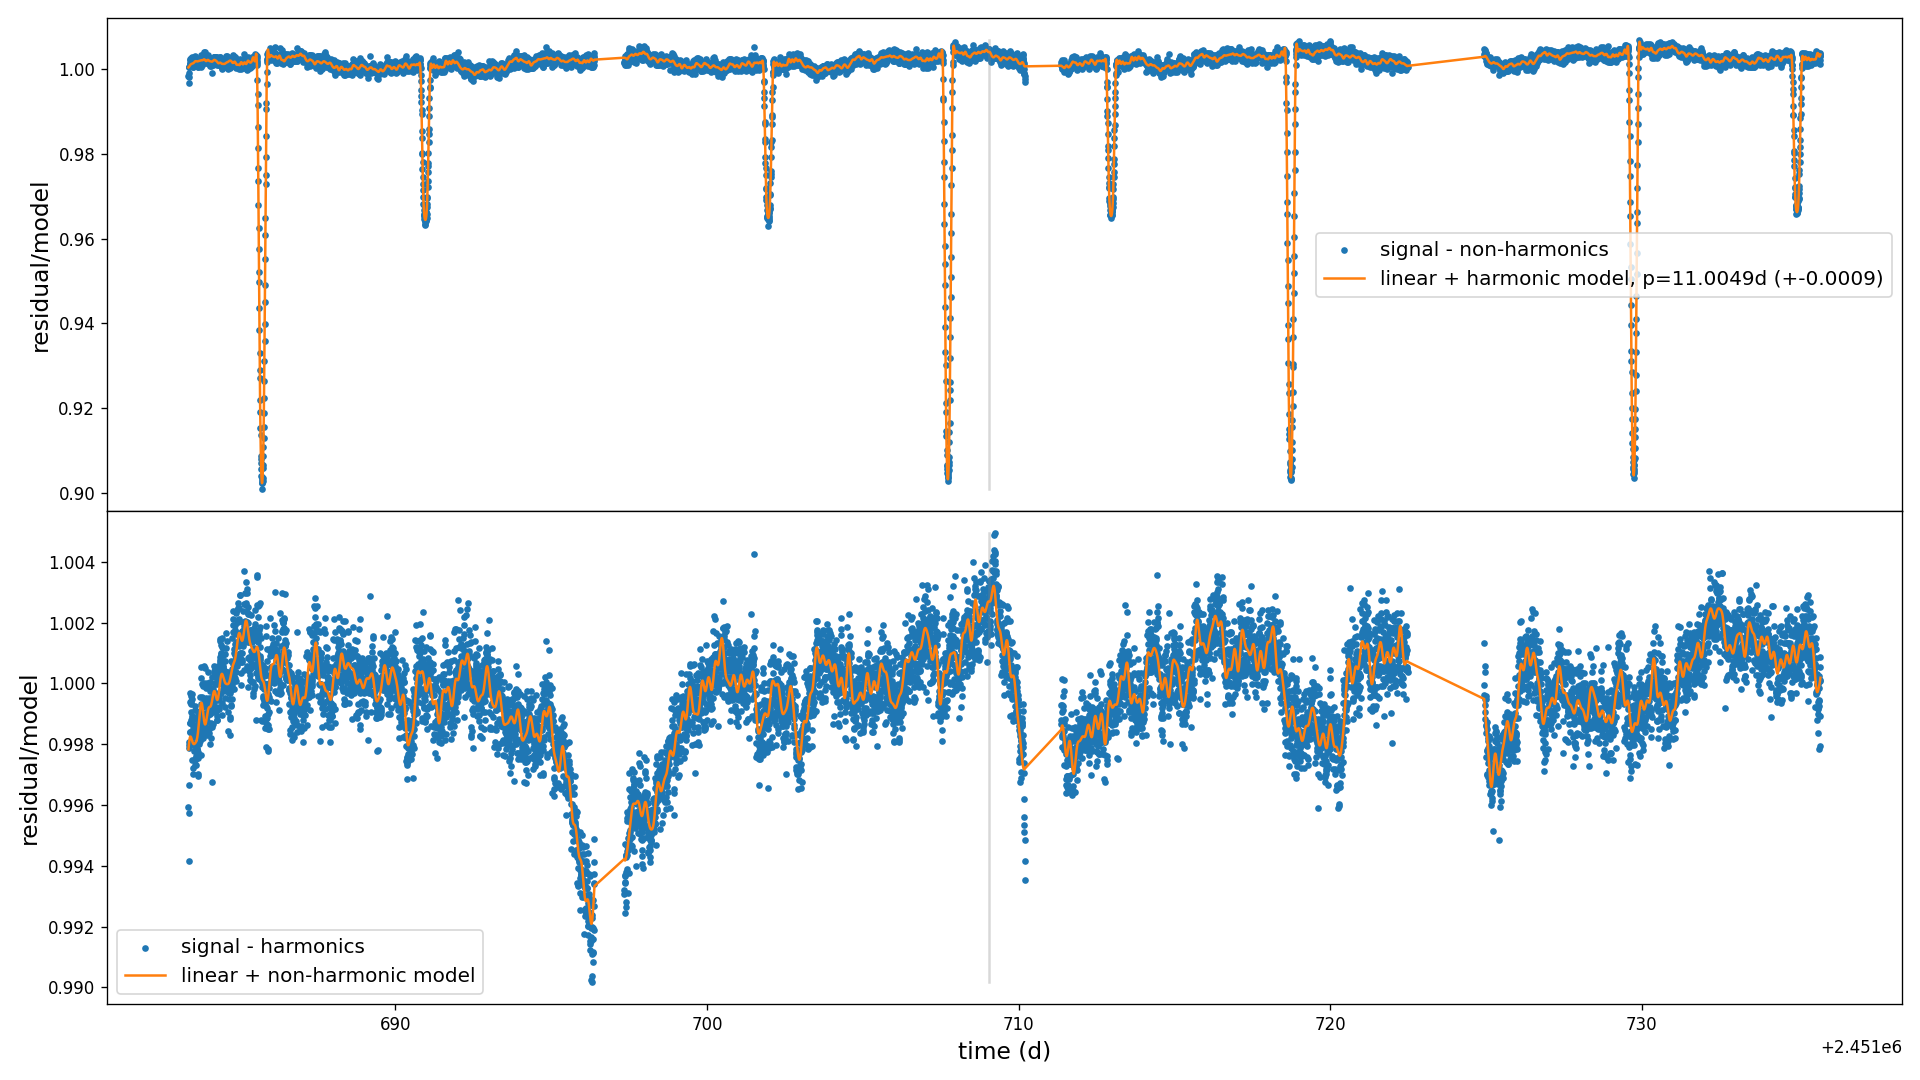 1.00
0.98
0.96
0.94
0.92
0.90
residual/model
signal - non-harmonics
linear + harmonic model, p=11.0049d (+-0.0009)
1.004
1.002
1.000
0.998
0.996
0.994
0.992
0.990
residual/model
signal - harmonics
linear + non-harmonic model
690
700
710
720
730
time (d)
+2.451e6